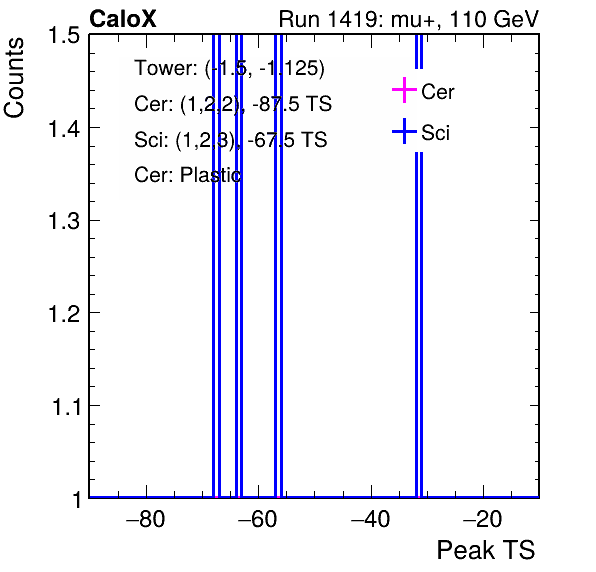 CaloX Run 1419: mu+, 110 GeV
Counts
1.5
1.4
1.3
1.2
1.1
1
Tower: (-1.5, -1.125)
Cer: (1,2,2), -87.5 TS
Sci: (1,2,3), -67.5 TS
Cer: Plastic
Cer
Sci
−80 −60 −40 −20
Peak TS